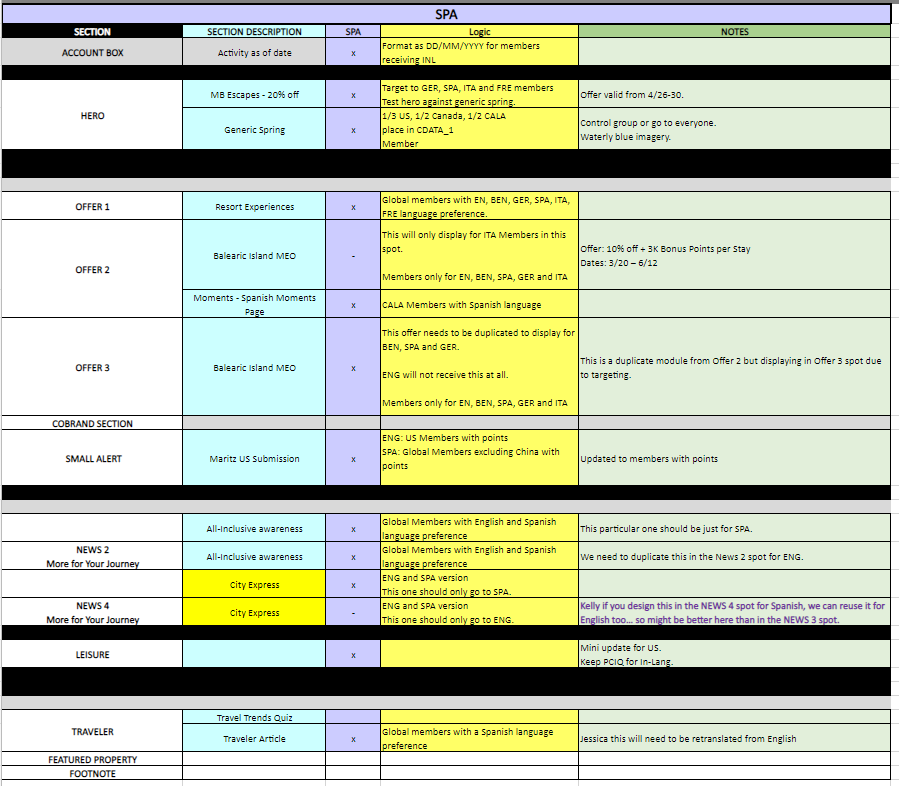 SPA
SECTION SECTION DESCRIPTION SPA Logic NOTES
ACCOUNT BOX
Activity as of date
x
Format as DD/MM/YYYY for members
receiving INL
HERO
MB Escapes - 20% off
x
Target to GER, SPA, ITA and FRE members
Test hero against generic spring.
Offer valid from 4/26-30.
Generic Spring
x
1/3 US, 1/2 Canada, 1/2 CALA
place in CDATA_1
Member
Control group or go to everyone.
Waterly blue imagery.
OFFER 1
Resort Experiences
x
Global members with EN, BEN, GER, SPA, ITA,
FRE language preference.
OFFER 2
Balearic Island MEO
-
This will only display for ITA Members in this
spot.
Members only for EN, BEN, SPA, GER and ITA
Offer: 10% off + 3K Bonus Points per Stay
Dates: 3/20 – 6/12
Moments - Spanish Moments
Page
x
CALA Members with Spanish language
OFFER 3
Balearic Island MEO
x
This offer needs to be duplicated to display for
BEN, SPA and GER.
ENG will not receive this at all.
Members only for EN, BEN, SPA, GER and ITA
This is a duplicate module from Offer 2 but displaying in Offer 3 spot due
to targeting.
COBRAND SECTION
SMALL ALERT
Maritz US Submission
x
ENG: US Members with points
SPA: Global Members excluding China with
points
Updated to members with points
All-Inclusive awareness
x
Global Members with English and Spanish
language preference
This particular one should be just for SPA.
NEWS 2
More for Your Journey
All-Inclusive awareness
x
Global Members with English and Spanish
language preference
We need to duplicate this in the News 2 spot for ENG.
City Express
x
ENG and SPA version
This one should only go to SPA.
NEWS 4
More for Your Journey
City Express
-
ENG and SPA version
This one should only go to ENG.
Kelly if you design this in the NEWS 4 spot for Spanish, we can reuse it for
English too... so might be better here than in the NEWS 3 spot.
LEISURE
x
Mini update for US.
Keep PCIQ for In-Lang.
TRAVELER
Travel Trends Quiz
Traveler Article
x
Global members with a Spanish language
preference
Jessica this will need to be retranslated from English
FEATURED PROPERTY
FOOTNOTE